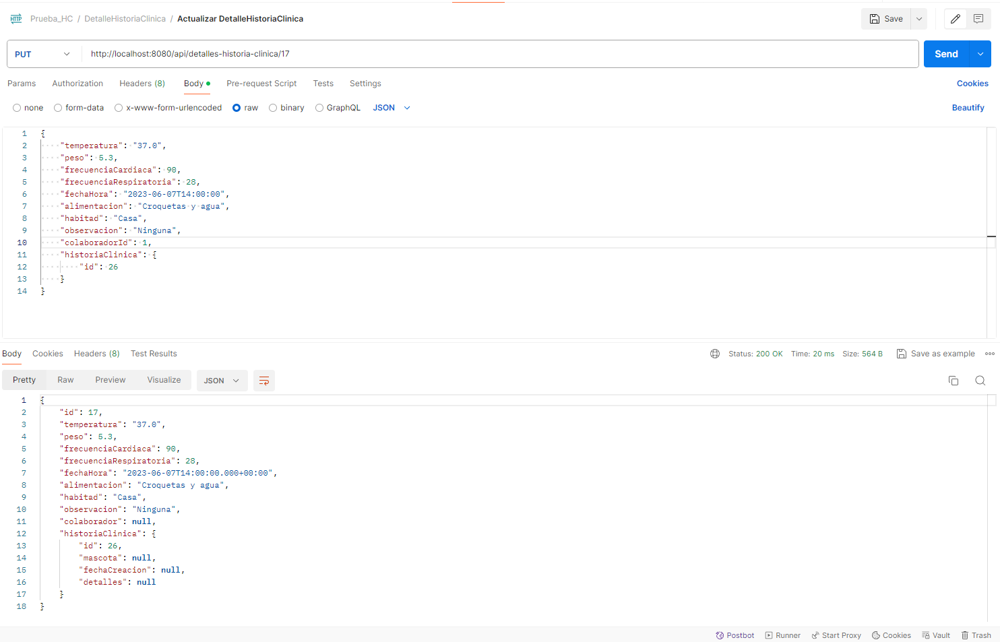 HTTP Prueba_HC / DetalleHistoriaClinica / Actualizar DetalleHistoriaClinica Save
PUT http://localhost:8080/api/detalles-historia-clinica/17 Send
Params Authorization Headers (8) Body Pre-request Script Tests Settings Cookies
none form-data x-www-form-urlencoded raw binary GraphQL JSON Beautify
1 {
2 "temperatura": "37.0",
3 "peso": 5.3,
4 "frecuenciaCardiaca": 90,
5 "frecuenciaRespiratoria": 28,
6 "fechaHora": "2023-06-07T14:00:00",
7 "alimentacion": "Croquetas y agua",
8 "habitad": "Casa",
9 "observacion": "Ninguna",
10 "colaboradorId": 1,
11 "historiaClinica": {
12 "id": 26
13 }
14 }
Body Cookies Headers (8) Test Results Status: 200 OK Time: 20 ms Size: 564 B Save as example
Pretty Raw Preview Visualize JSON
1 {
2 "id": 17,
3 "temperatura": "37.0",
4 "peso": 5.3,
5 "frecuenciaCardiaca": 90,
6 "frecuenciaRespiratoria": 28,
7 "fechaHora": "2023-06-07T14:00:00.000+00:00",
8 "alimentacion": "Croquetas y agua",
9 "habitad": "Casa",
10 "observacion": "Ninguna",
11 "colaborador": null,
12 "historiaClinica": {
13 "id": 26,
14 "mascota": null,
15 "fechaCreacion": null,
16 "detalles": null
17 }
18 }
Postbot Runner Start Proxy Cookies Vault Trash